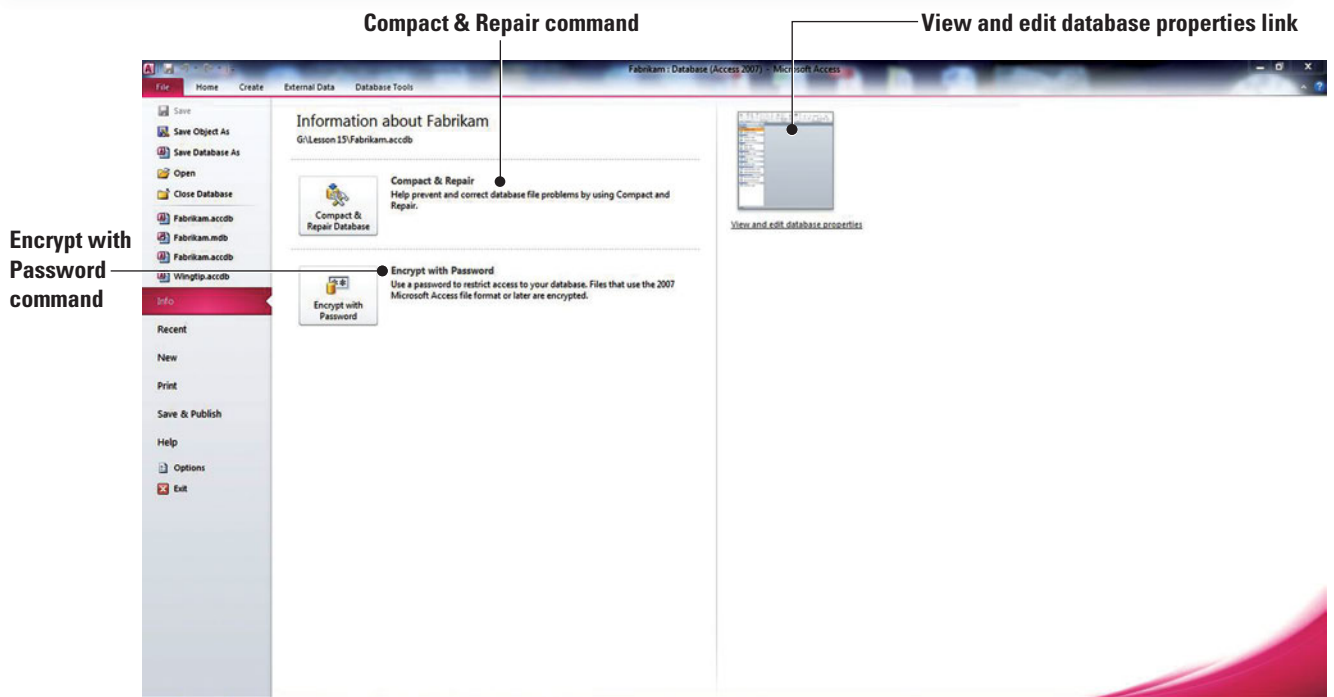 Compact & Repair command
View and edit database properties link
Fabrikam : Database (Access 2007) - Microsoft Access
File Home Create External Data Database Tools
Save
Save Object As
Save Database As
Open
Close Database
Fabrikam.accdb
Fabrikam.mdb
Fabrikam.accdb
Wingtip.accdb
Info
Recent
New
Print
Save & Publish
Help
Options
Exit
Encrypt with
Password
command
Information about Fabrikam
G:\Lesson 15\Fabrikam.accdb
Compact &
Repair Database
Compact & Repair
Help prevent and correct database file problems by using Compact and
Repair.
Encrypt with
Password
Encrypt with Password
Use a password to restrict access to your database. Files that use the 2007
Microsoft Access file format or later are encrypted.
View and edit database properties